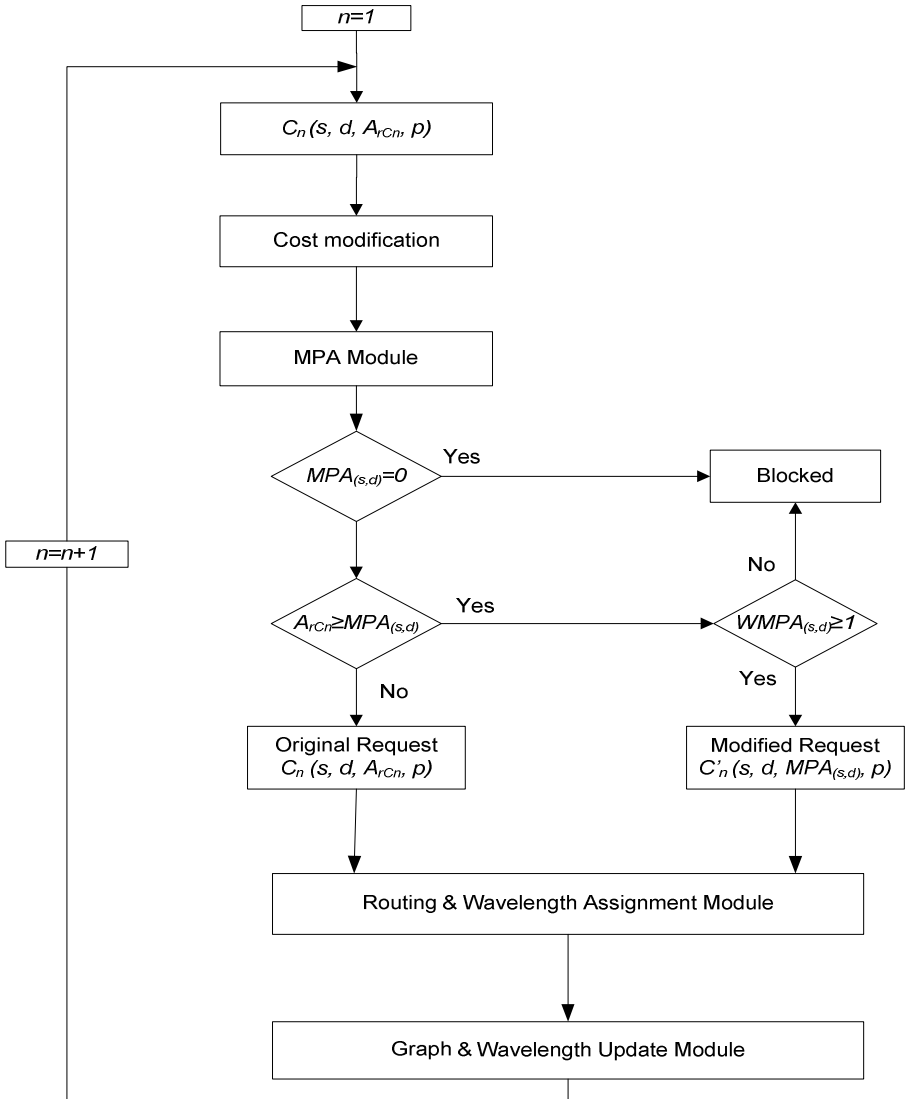 n=1
Cn (s, d, ArCn, p)
Cost modification
MPA Module
MPA(s,d)=0
Yes
Blocked
n=n+1
No
ArCn≥MPA(s,d)
Yes
WMPA(s,d)≥1
No
Yes
Original Request
Cn (s, d, ArCn, p)
Modified Request
C’n (s, d, MPA(s,d), p)
Routing & Wavelength Assignment Module
Graph & Wavelength Update Module